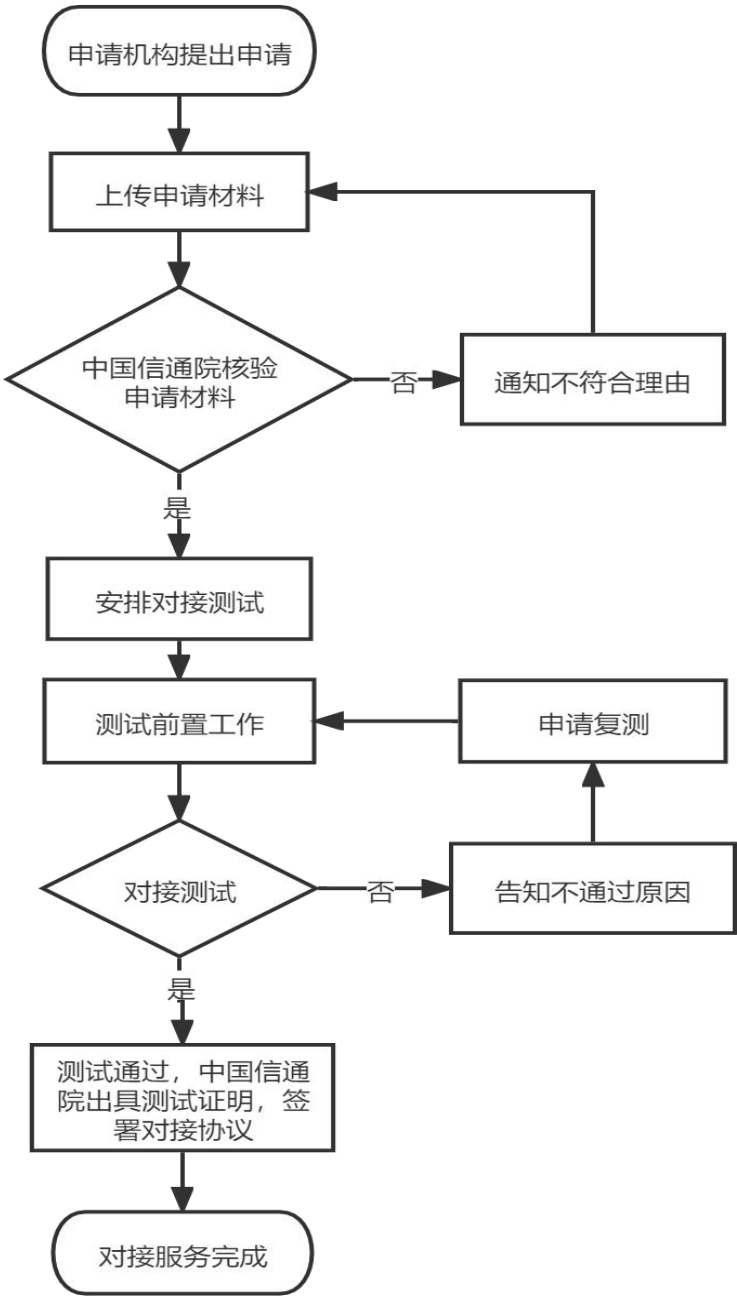 申请机构提出申请
上传申请材料
中国信通院核验
申请材料
否
通知不符合理由
是
安排对接测试
测试前置工作
申请复测
对接测试
否
告知不通过原因
是
测试通过，中国信通
院出具测试证明，签
署对接协议
对接服务完成